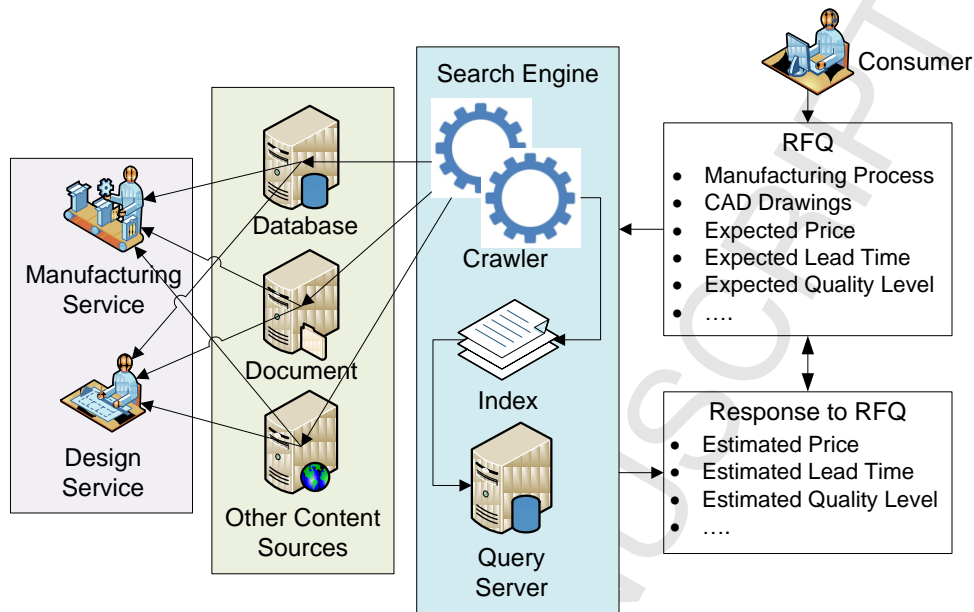 Manufacturing
Service
Design
Service
Database
Document
Other Content
Sources
Search Engine
Crawler
Index
Query
Server
Consumer
RFQ
• Manufacturing Process
• CAD Drawings
• Expected Price
• Expected Lead Time
• Expected Quality Level
• ....
Response to RFQ
• Estimated Price
• Estimated Lead Time
• Estimated Quality Level
• ....
NUSCRIPT